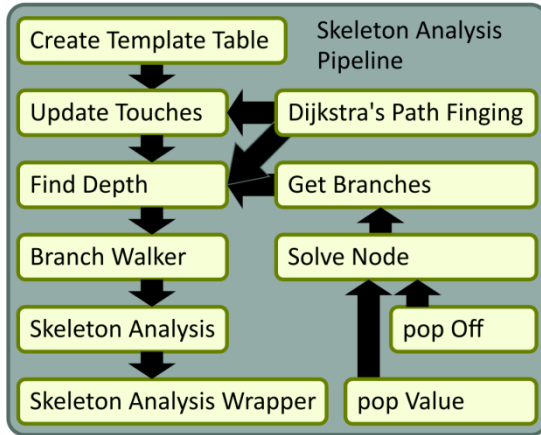 Skeleton Analysis
Pipeline
Create Template Table
Update Touches
Dijkstra's Path Finging
Find Depth
Get Branches
Branch Walker
Solve Node
Skeleton Analysis
pop Off
Skeleton Analysis Wrapper
pop Value